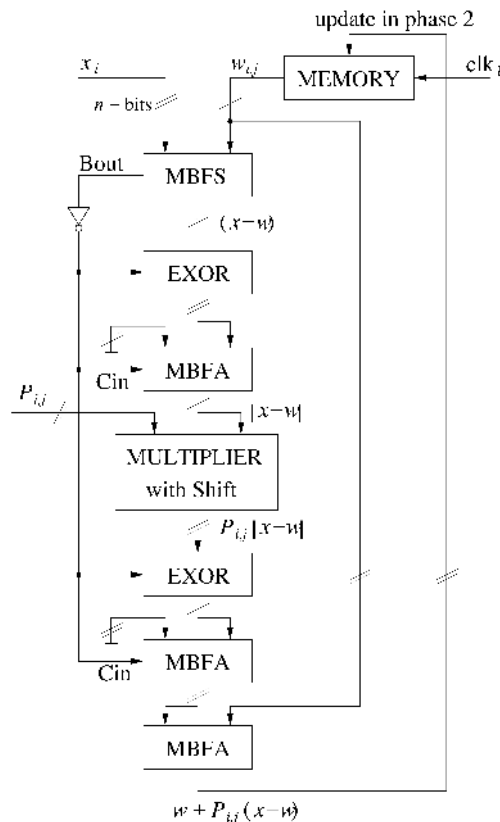 update in phase 2
x_i
w_{i,j}
MEMORY
clk_i
n – bits
Bout
MBFS
(x–w)
EXOR
Cin
MBFA
P_{i,j}
|x–w|
MULTIPLIER
with Shift
P_{i,j} |x–w|
EXOR
MBFA
Cin
MBFA
w + P_{i,j} (x–w)